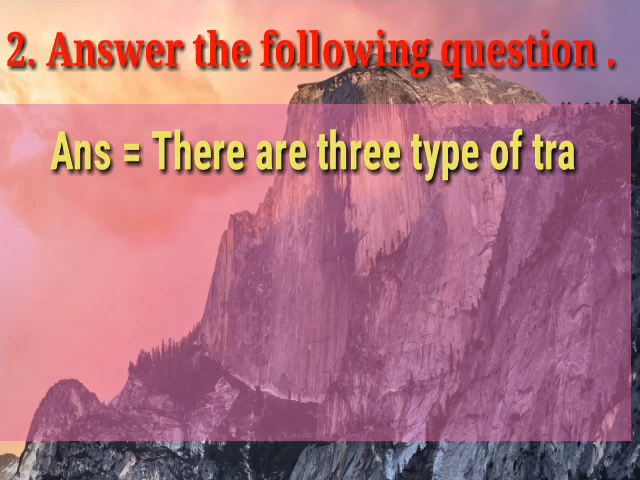 2. Answer the following question .
Ans = There are three type of tra